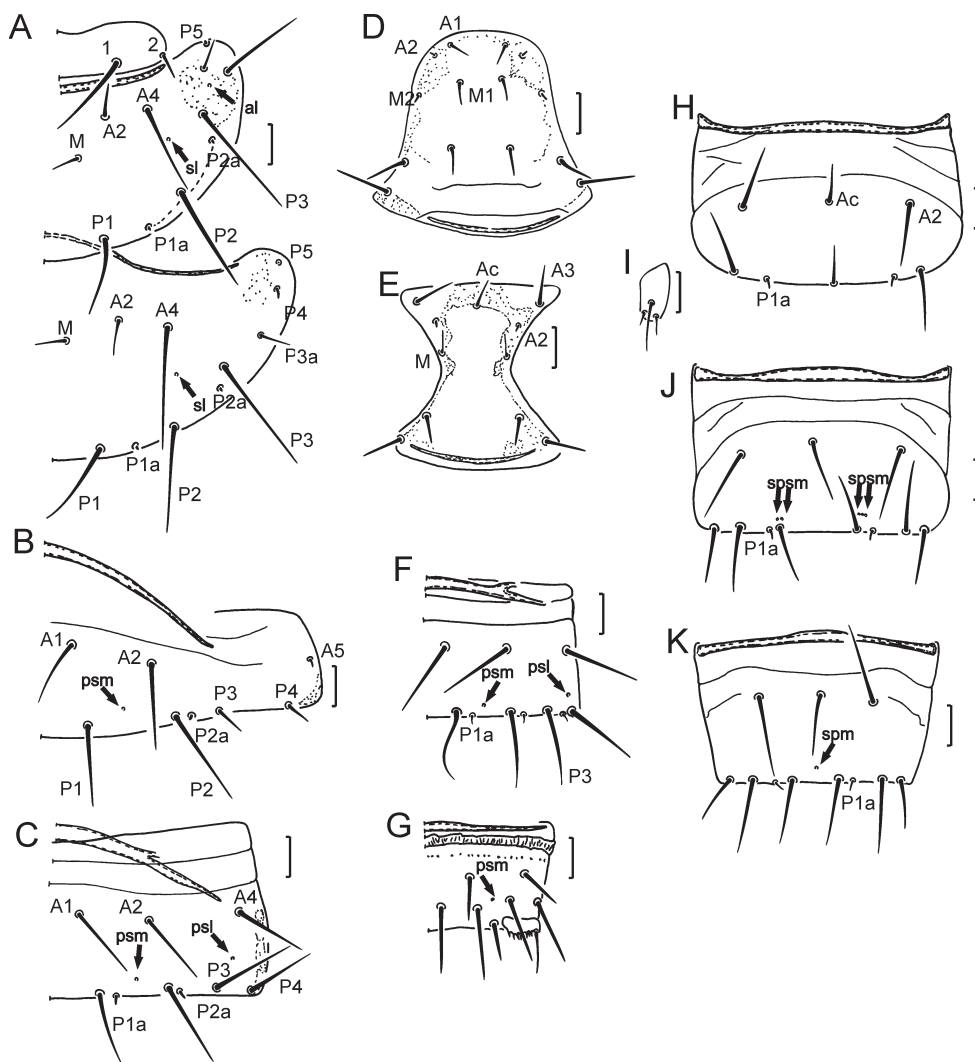 A
1
2
P5
A2
A4
al
M
sl
P2a
P3
P1
P1a
P2
P5
A2
A4
P4
M
P3a
sl
P2a
P3
P1a
P1
P2
B
A1
A2
A5
psm
P3
P4
P2a
P1
P2
C
A1
A2
A4
psm
psl
P3
P4
P2a
P1a
D
A1
A2
M2
M1
E
Ac
A3
M
A2
F
psm
psl
P1a
P3
G
psm
H
Ac
A2
P1a
I
J
spsm
spsm
P1a
K
spm
P1a